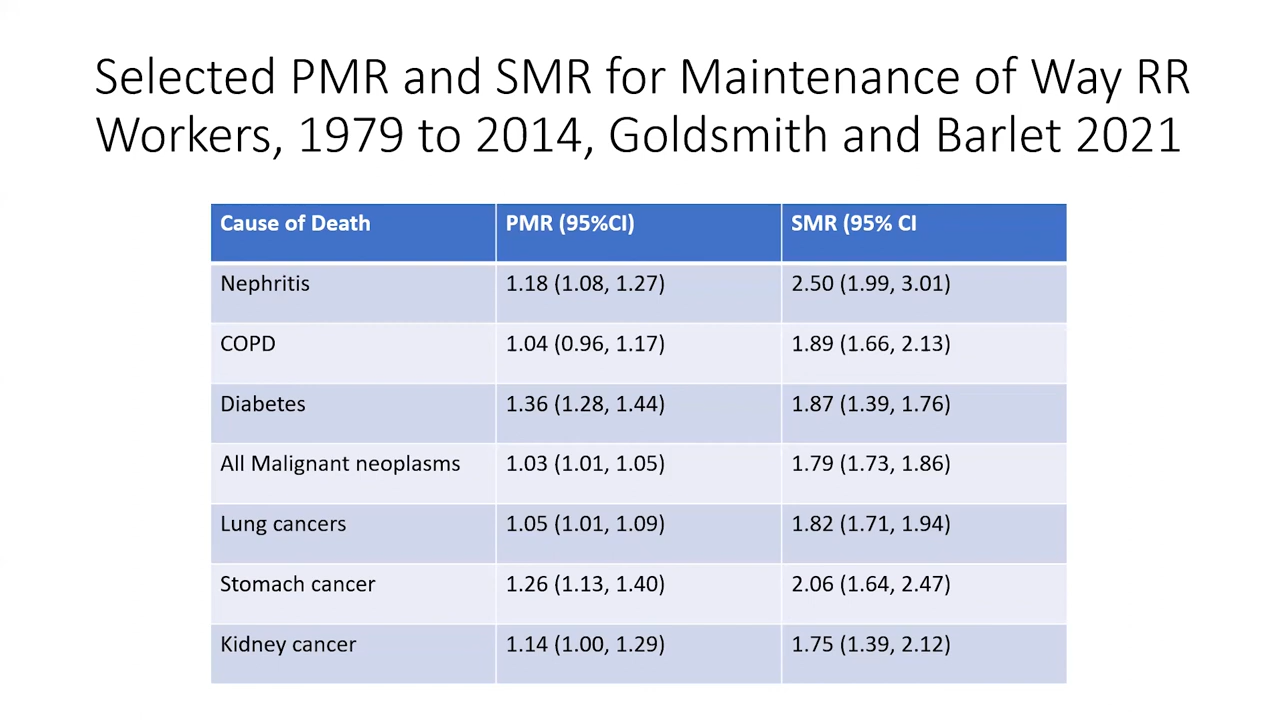 Selected PMR and SMR for Maintenance of Way RR
Workers, 1979 to 2014, Goldsmith and Barlet 2021
Cause of Death PMR (95%CI) SMR (95% CI
Nephritis 1.18 (1.08, 1.27) 2.50 (1.99, 3.01)
COPD 1.04 (0.96, 1.17) 1.89 (1.66, 2.13)
Diabetes 1.36 (1.28, 1.44) 1.87 (1.39, 1.76)
All Malignant neoplasms 1.03 (1.01, 1.05) 1.79 (1.73, 1.86)
Lung cancers 1.05 (1.01, 1.09) 1.82 (1.71, 1.94)
Stomach cancer 1.26 (1.13, 1.40) 2.06 (1.64, 2.47)
Kidney cancer 1.14 (1.00, 1.29) 1.75 (1.39, 2.12)